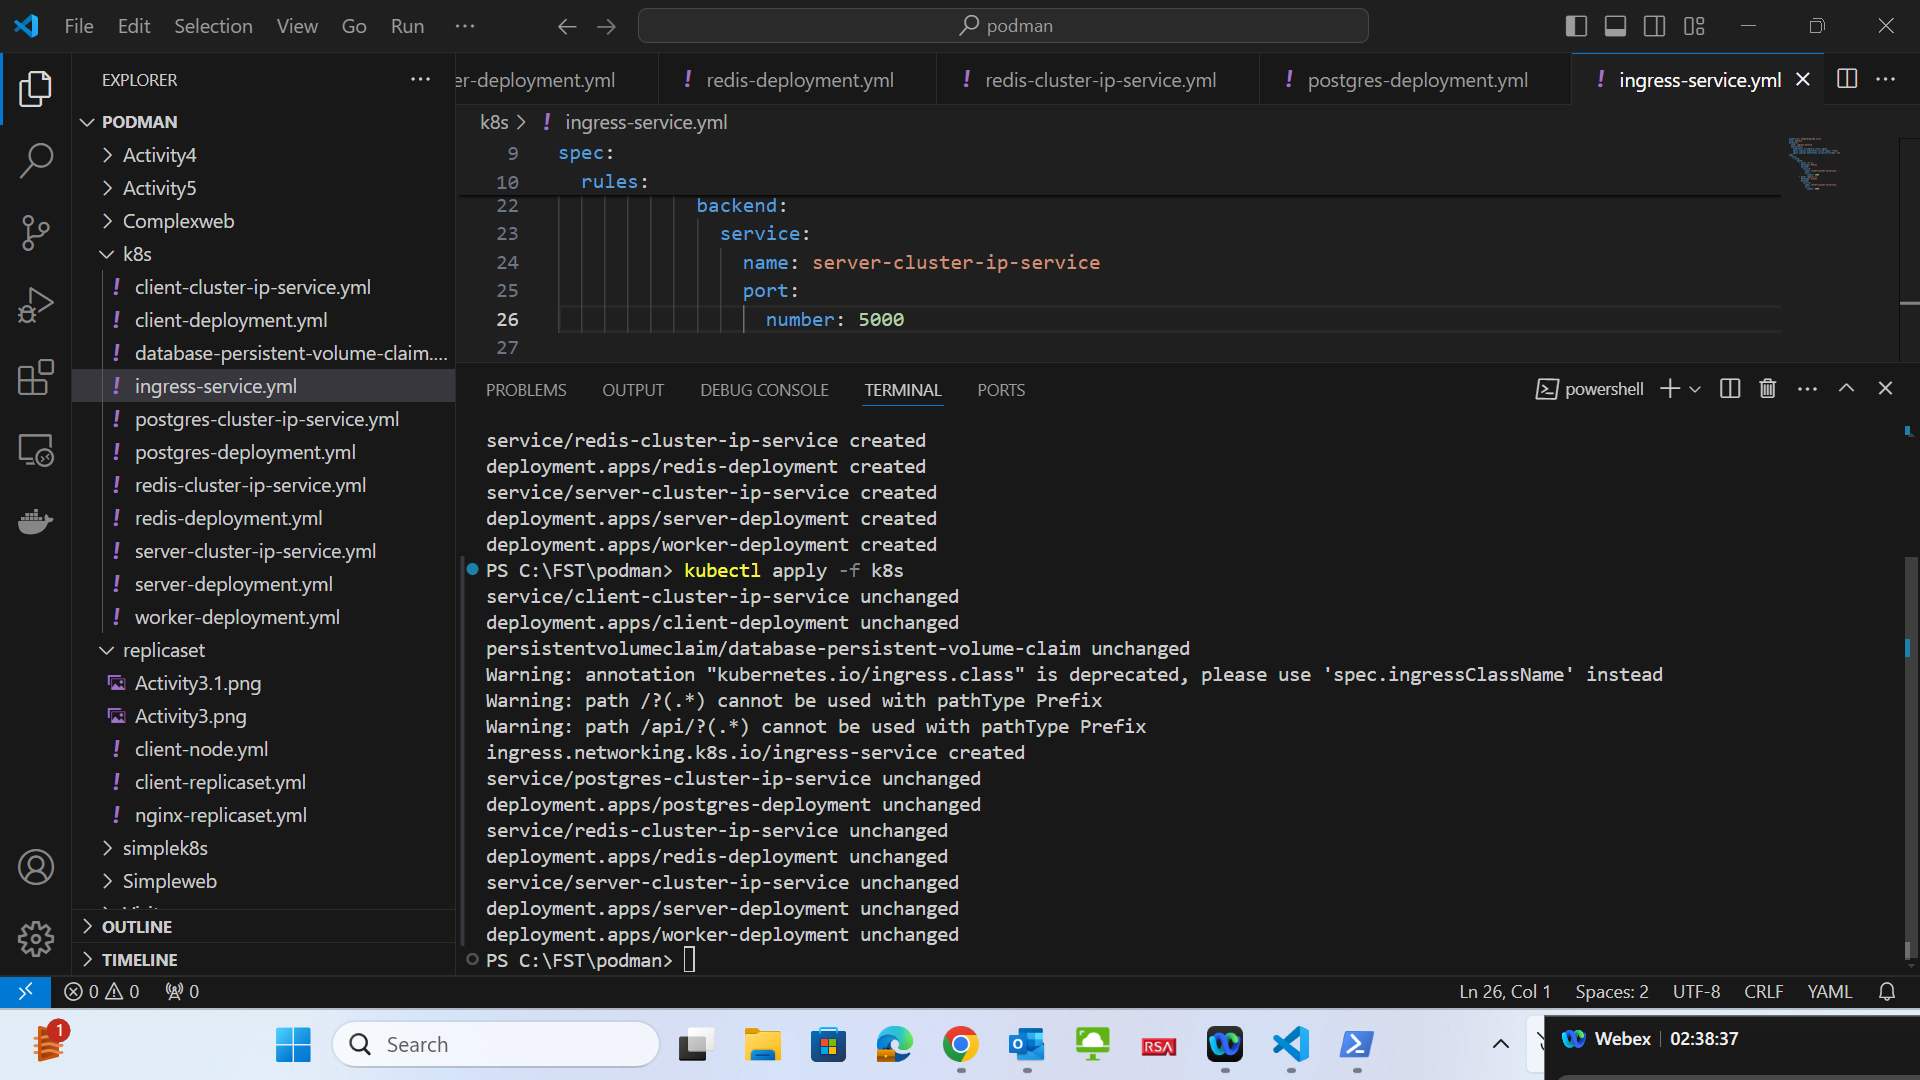 File Edit Selection View Go Run ···
podman
EXPLORER ···
er-deployment.yml
! redis-deployment.yml
! redis-cluster-ip-service.yml
! postgres-deployment.yml
! ingress-service.yml
k8s > ! ingress-service.yml
PODMAN
Activity4
Activity5
Complexweb
k8s
! client-cluster-ip-service.yml
! client-deployment.yml
! database-persistent-volume-claim....
! ingress-service.yml
! postgres-cluster-ip-service.yml
! postgres-deployment.yml
! redis-cluster-ip-service.yml
! redis-deployment.yml
! server-cluster-ip-service.yml
! server-deployment.yml
! worker-deployment.yml
replicaset
Activity3.1.png
Activity3.png
! client-node.yml
! client-replicaset.yml
! nginx-replicaset.yml
simplek8s
Simpleweb
OUTLINE
TIMELINE
9 spec:
10 rules:
22 backend:
23 service:
24 name: server-cluster-ip-service
25 port:
26 number: 5000
27
PROBLEMS OUTPUT DEBUG CONSOLE TERMINAL PORTS
powershell
service/redis-cluster-ip-service created
deployment.apps/redis-deployment created
service/server-cluster-ip-service created
deployment.apps/server-deployment created
deployment.apps/worker-deployment created
PS C:\FST\podman> kubectl apply -f k8s
service/client-cluster-ip-service unchanged
deployment.apps/client-deployment unchanged
persistentvolumeclaim/database-persistent-volume-claim unchanged
Warning: annotation "kubernetes.io/ingress.class" is deprecated, please use 'spec.ingressClassName' instead
Warning: path /?(.*) cannot be used with pathType Prefix
Warning: path /api/?(.*) cannot be used with pathType Prefix
ingress.networking.k8s.io/ingress-service created
service/postgres-cluster-ip-service unchanged
deployment.apps/postgres-deployment unchanged
service/redis-cluster-ip-service unchanged
deployment.apps/redis-deployment unchanged
service/server-cluster-ip-service unchanged
deployment.apps/server-deployment unchanged
deployment.apps/worker-deployment unchanged
PS C:\FST\podman>
0 0 0
Ln 26, Col 1 Spaces: 2 UTF-8 CRLF YAML
1
Search
RSA
Webex | 02:38:37